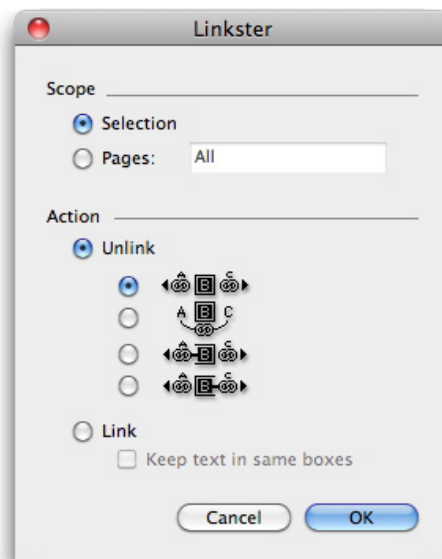 Linkster
Scope
Selection
Pages: All
Action
Unlink
A B C
A B C
A B C
A B C
Link
Keep text in same boxes
Cancel OK